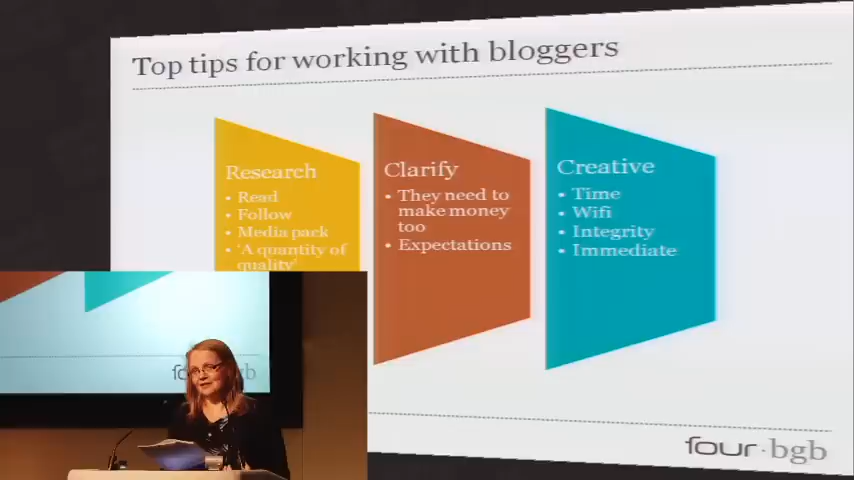 Top tips for working with bloggers
Research
• Read
• Follow
• Media pack
• 'A quantity of
quality'
Clarify
• They need to
make money
too
• Expectations
Creative
• Time
• Wifi
• Integrity
• Immediate
four·bgb